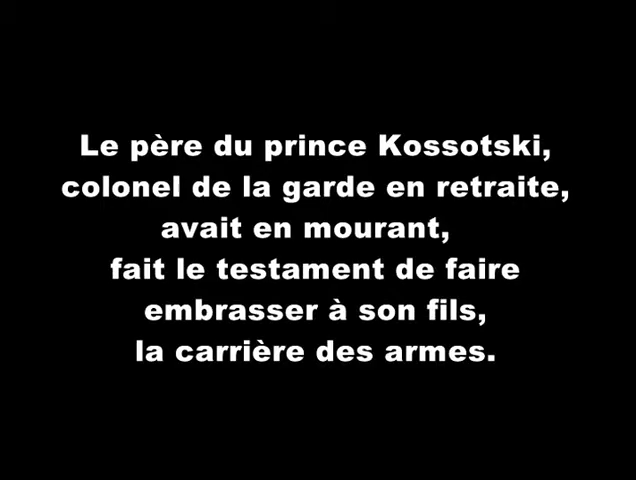 Le père du prince Kossotski,
colonel de la garde en retraite,
avait en mourant,
fait le testament de faire
embrasser à son fils,
la carrière des armes.